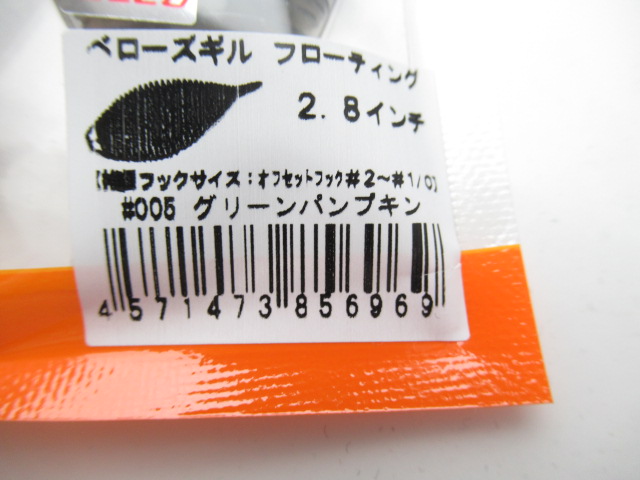 ベローズギル フローティング
2.8インチ
フックサイズ:オフセットフック#2〜#1/0】
#005 グリーンパンプキン
4571473856969